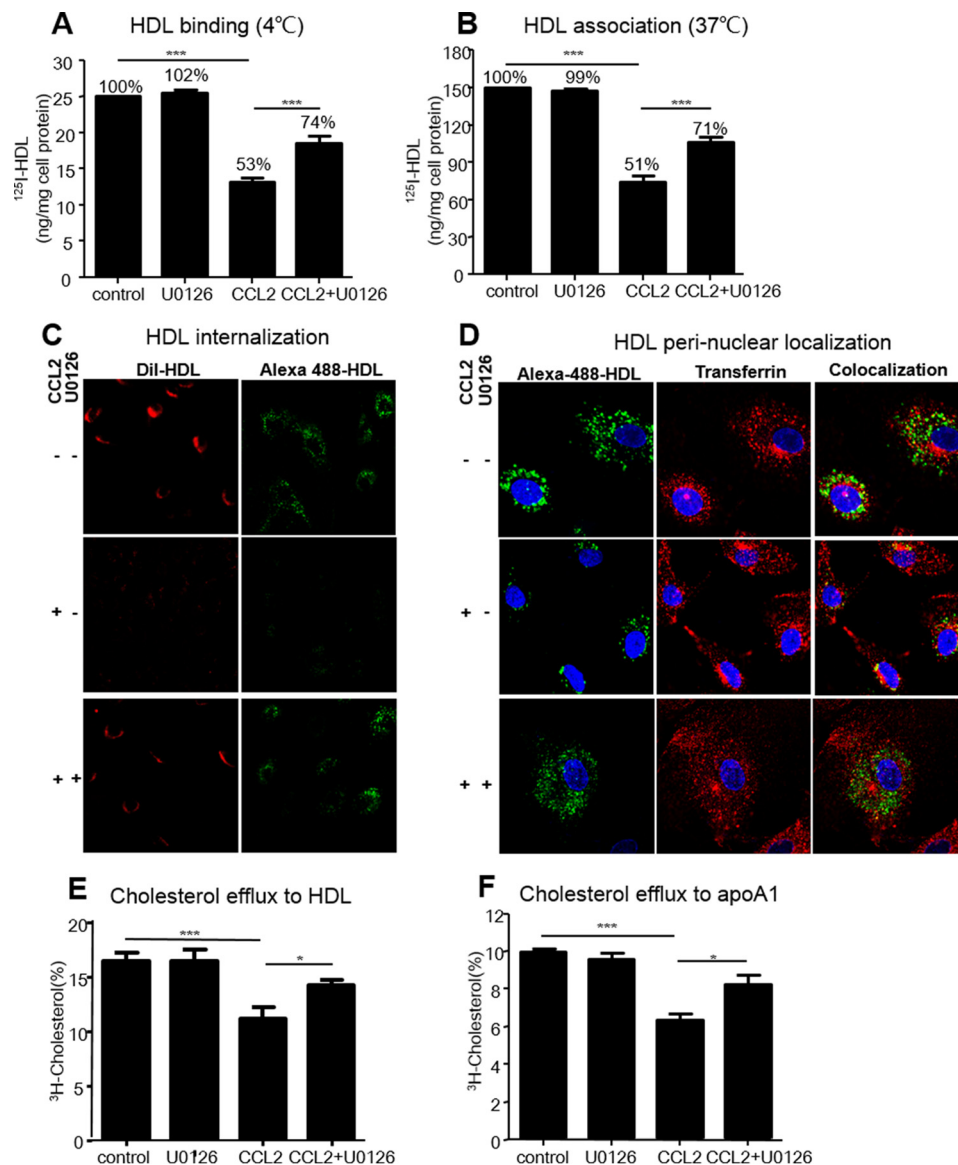 A HDL binding (4℃)
***
30
25
20
15
10
5
0
100%
102%
***
74%
53%
¹²⁵I-HDL
(ng/mg cell protein)
control U0126 CCL2 CCL2+U0126
B HDL association (37℃)
***
180
150
120
90
60
30
0
100%
99%
***
71%
51%
¹²⁵I-HDL
(ng/mg cell protein)
control U0126 CCL2 CCL2+U0126
C HDL internalization
CCL2
U0126
Dil-HDL Alexa 488-HDL
- -
+ -
+ +
D HDL peri-nuclear localization
CCL2
U0126
Alexa-488-HDL Transferrin Colocalization
- -
+ -
+ +
E Cholesterol efflux to HDL
20
15
10
5
0
***
*
³H-Cholesterol(%)
control U0126 CCL2 CCL2+U0126
F Cholesterol efflux to apoA1
12
10
8
6
4
2
0
***
*
³H-Cholesterol(%)
control U0126 CCL2 CCL2+U0126